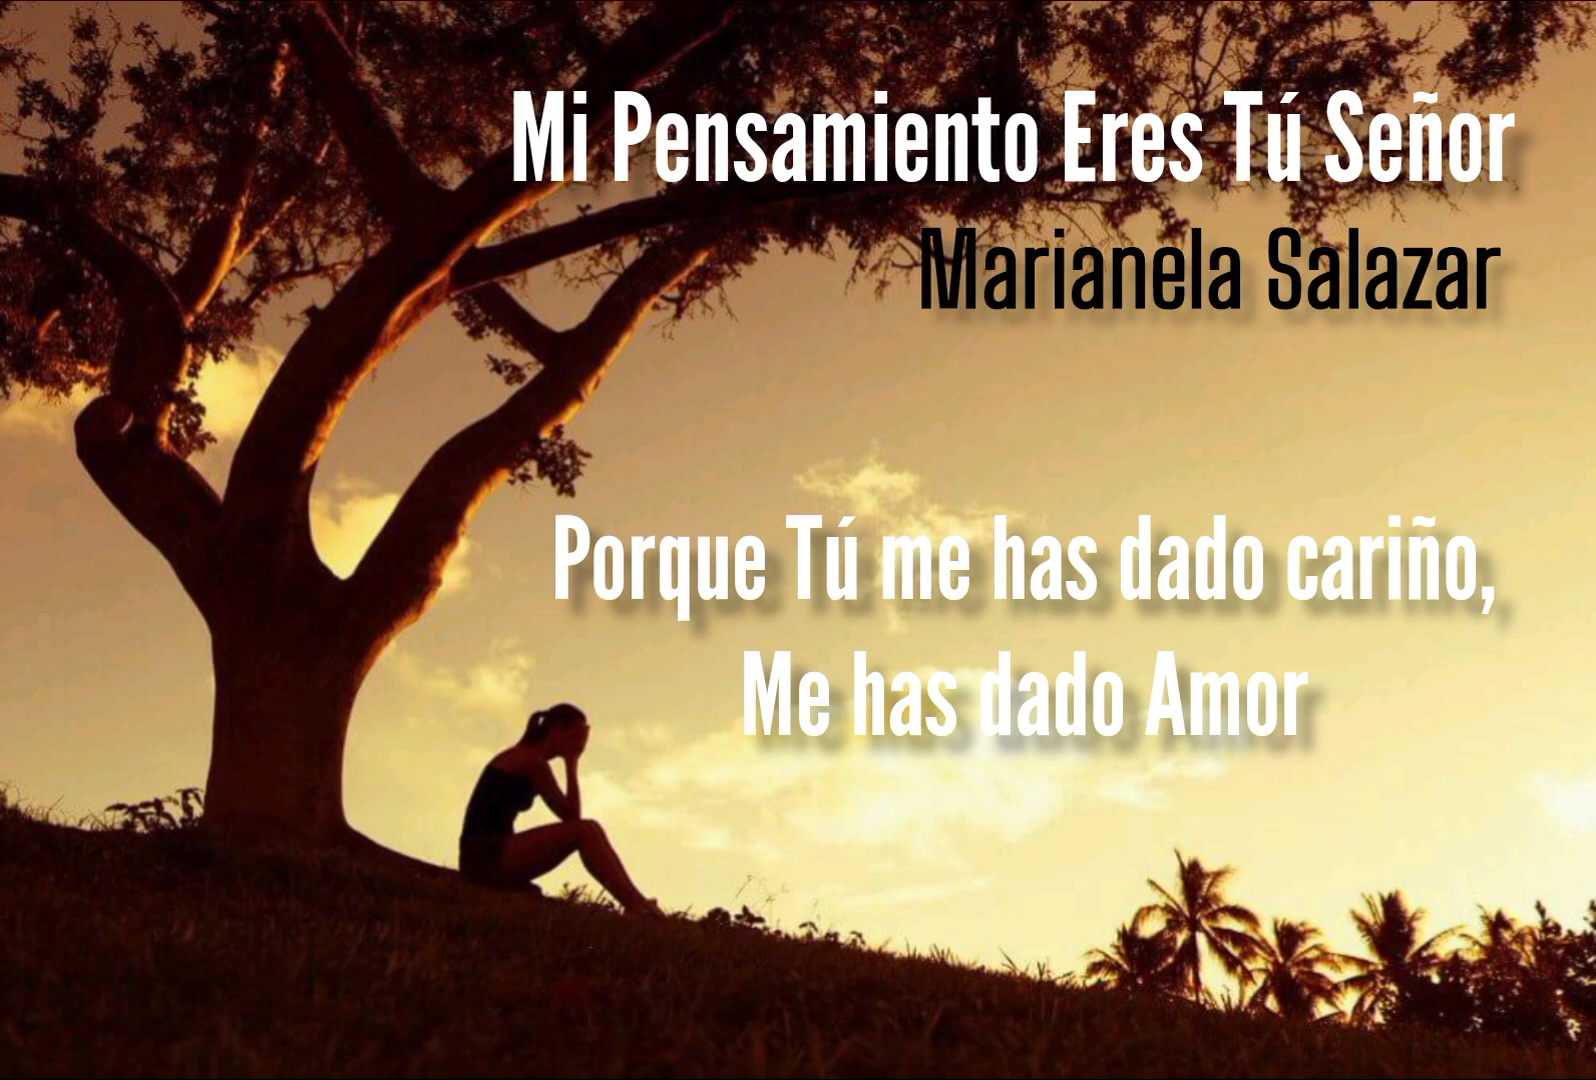 Mi Pensamiento Eres Tú Señor
Marianela Salazar
Porque Tú me has dado cariño,
Me has dado Amor